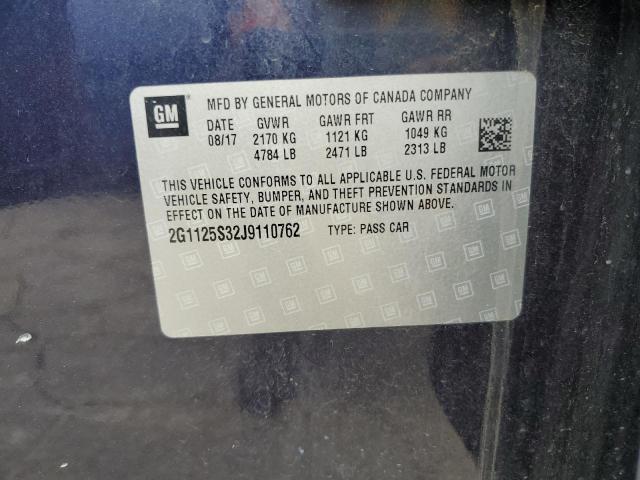 GM
MFD BY GENERAL MOTORS OF CANADA COMPANY
DATE GVWR GAWR FRT GAWR RR
08/17 2170 KG 1121 KG 1049 KG
4784 LB 2471 LB 2313 LB
THIS VEHICLE CONFORMS TO ALL APPLICABLE U.S. FEDERAL MOTOR
VEHICLE SAFETY, BUMPER, AND THEFT PREVENTION STANDARDS IN
EFFECT ON THE DATE OF MANUFACTURE SHOWN ABOVE.
2G1125S32J9110762 TYPE: PASS CAR